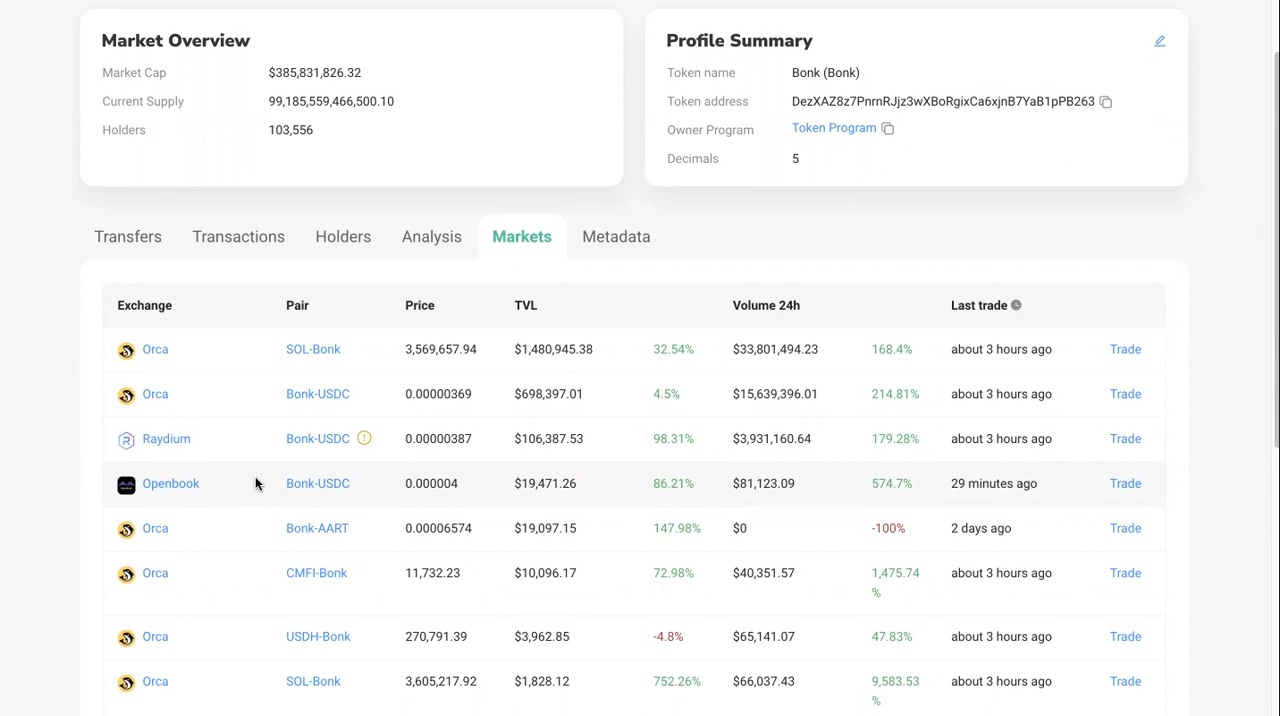 Market Overview
Market Cap $385,831,826.32
Current Supply 99,185,559,466,500.10
Holders 103,556
Profile Summary
Token name Bonk (Bonk)
Token address DezXAZ8z7PnrnRJjz3wXBoRgixCa6xjnB7YaB1pPB263
Owner Program Token Program
Decimals 5
Transfers Transactions Holders Analysis Markets Metadata
Exchange Pair Price TVL Volume 24h Last trade
Orca SOL-Bonk 3,569,657.94 $1,480,945.38 32.54% $33,801,494.23 168.4% about 3 hours ago Trade
Orca Bonk-USDC 0.00000369 $698,397.01 4.5% $15,639,396.01 214.81% about 3 hours ago Trade
Raydium Bonk-USDC 0.00000387 $106,387.53 98.31% $3,931,160.64 179.28% about 3 hours ago Trade
Openbook Bonk-USDC 0.000004 $19,471.26 86.21% $81,123.09 574.7% 29 minutes ago Trade
Orca Bonk-AART 0.00006574 $19,097.15 147.98% $0 -100% 2 days ago Trade
Orca CMFI-Bonk 11,732.23 $10,096.17 72.98% $40,351.57 1,475.74 about 3 hours ago Trade
%
Orca USDH-Bonk 270,791.39 $3,962.85 -4.8% $65,141.07 47.83% about 3 hours ago Trade
Orca SOL-Bonk 3,605,217.92 $1,828.12 752.26% $66,037.43 9,583.53 about 3 hours ago Trade
%